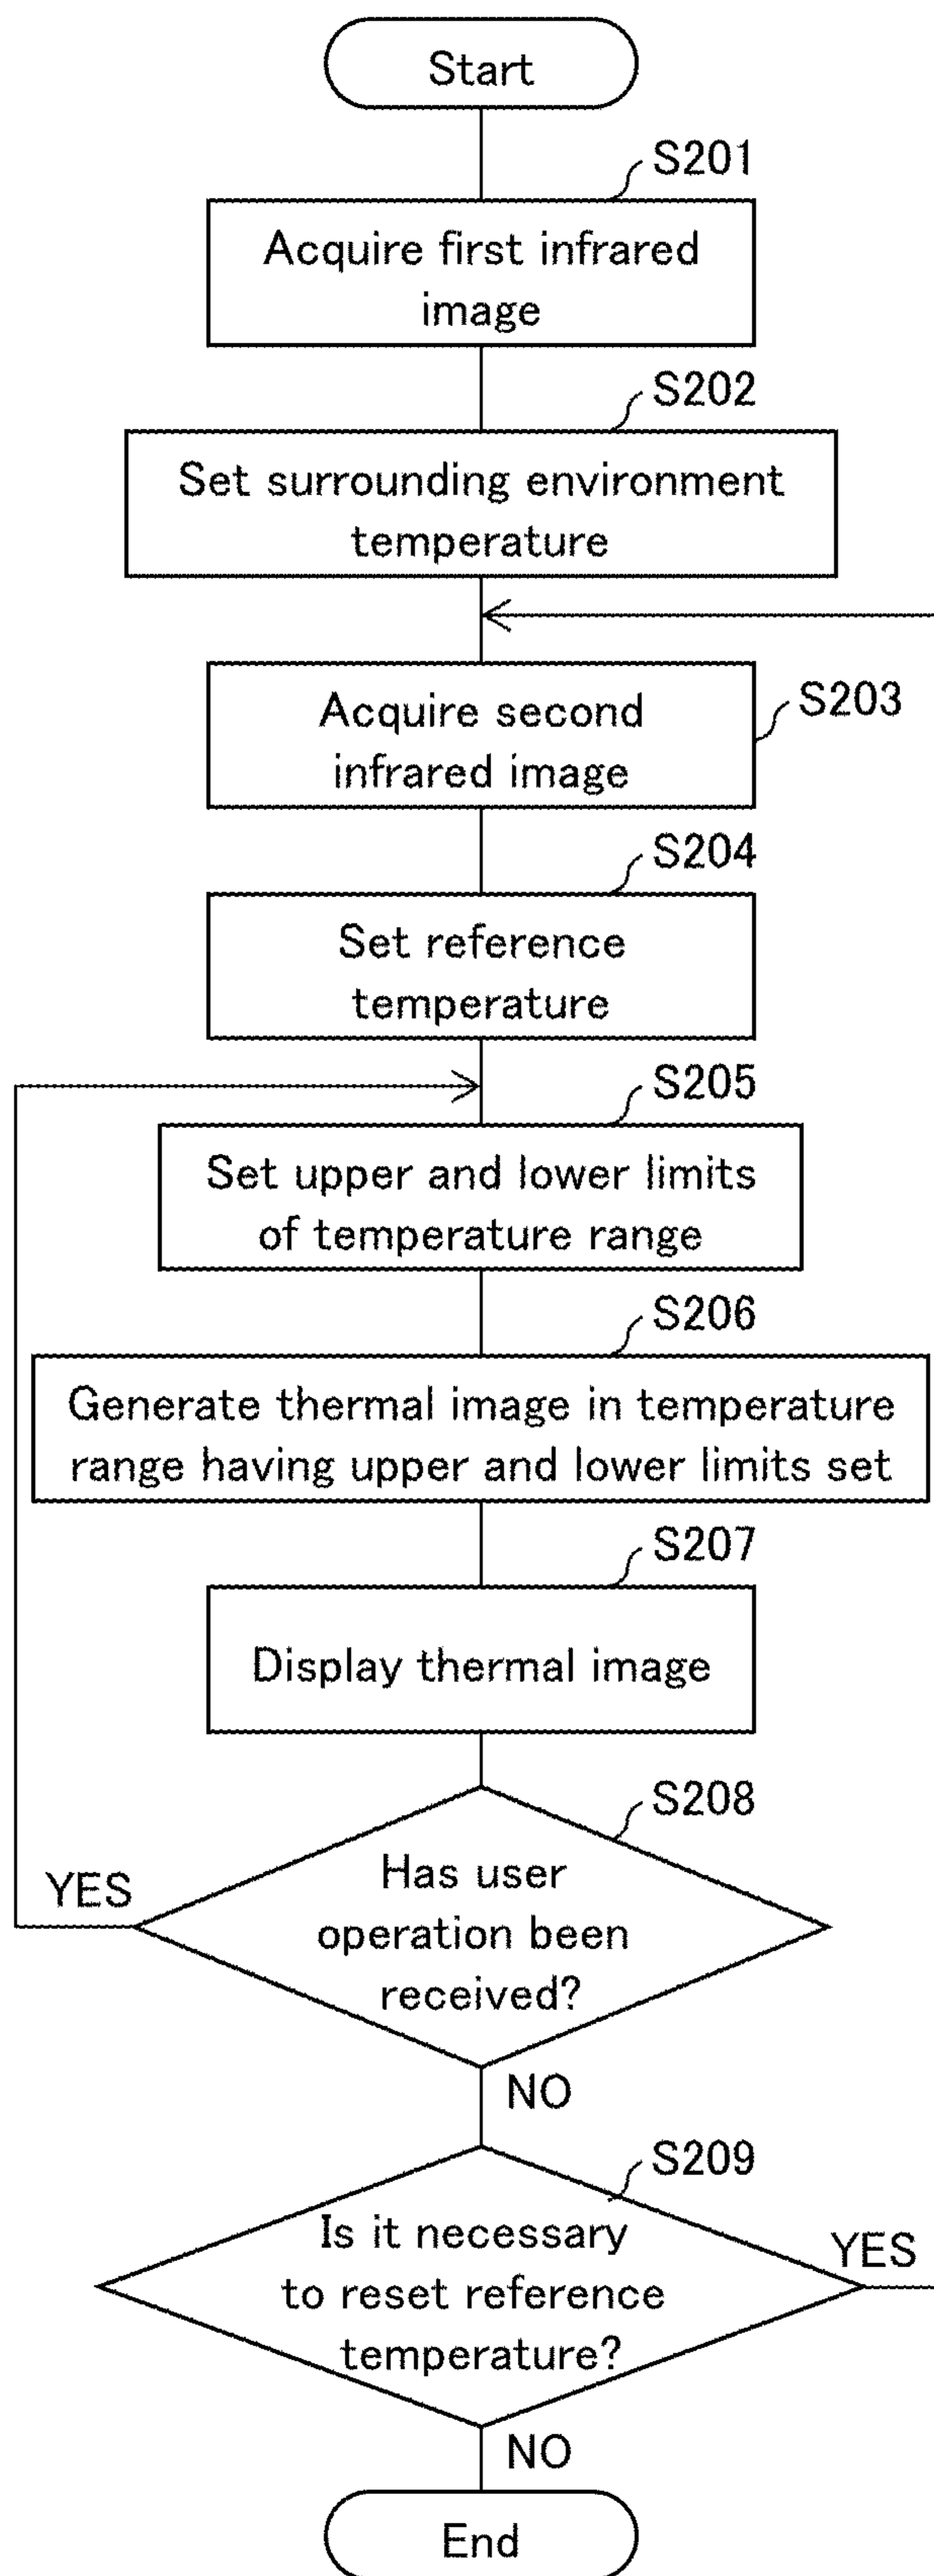 Start
S201
Acquire first infrared
image
S202
Set surrounding environment
temperature
S203
Acquire second
infrared image
S204
Set reference
temperature
S205
Set upper and lower limits
of temperature range
S206
Generate thermal image in temperature
range having upper and lower limits set
S207
Display thermal image
S208
Has user
operation been
received?
YES
NO
S209
Is it necessary
to reset reference
temperature?
YES
NO
End